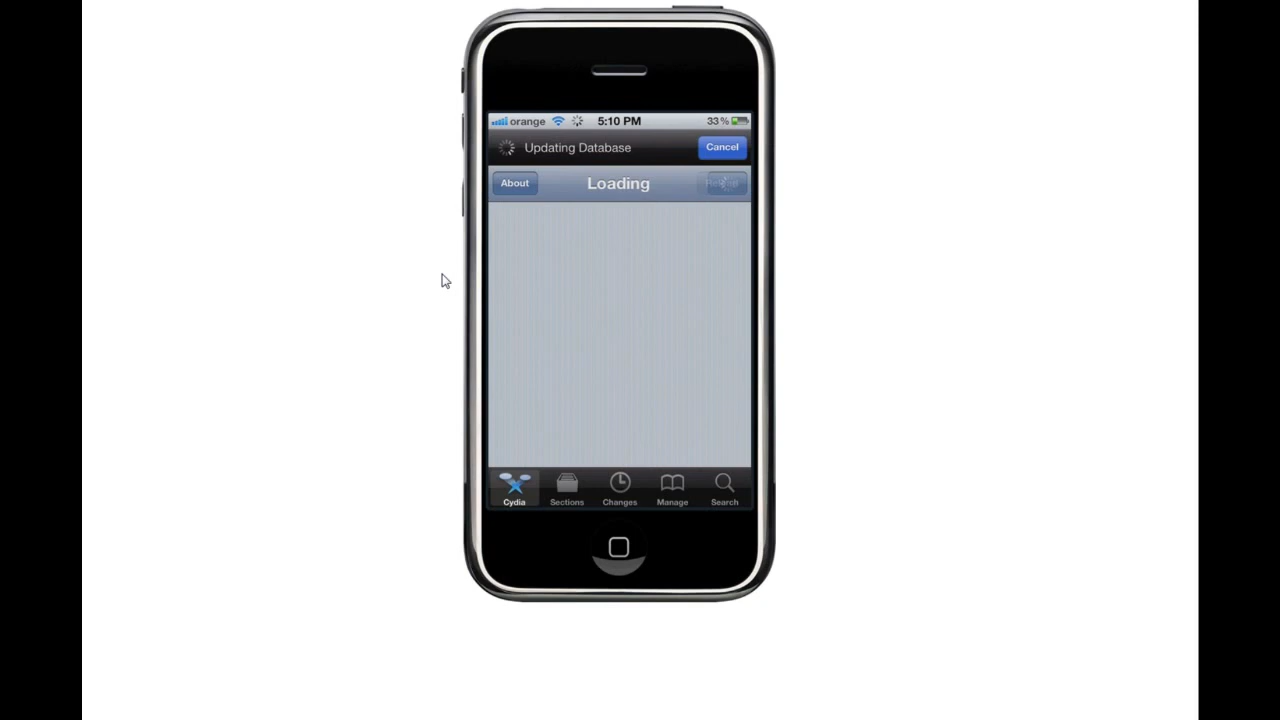 orange 5:10 PM 33%
Updating Database Cancel
About Loading
Cydia Sections Changes Manage Search